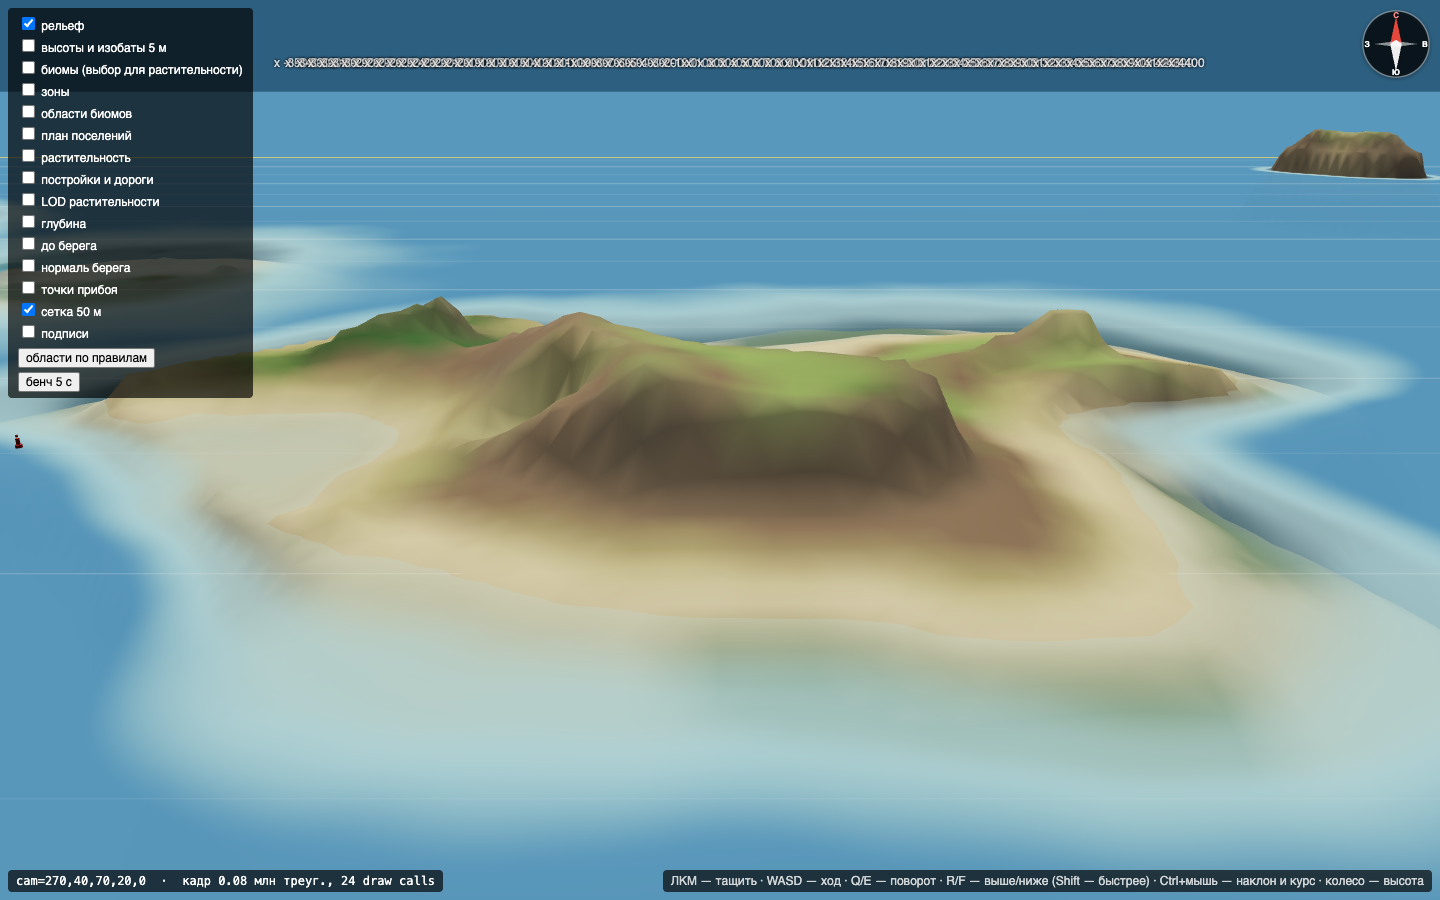 рельеф
высоты и изобаты 5 м
биомы (выбор для растительности)
зоны
области биомов
план поселений
растительность
постройки и дороги
LOD растительности
глубина
до берега
нормаль берега
точки прибоя
сетка 50 м
подписи
области по правилам
бенч 5 с
С
З
В
Ю
cam=270,40,70,20,0 · кадр 0.08 млн треуг., 24 draw calls
ЛКМ — тащить · WASD — ход · Q/E — поворот · R/F — выше/ниже (Shift — быстрее) · Ctrl+мышь — наклон и курс · колесо — высота